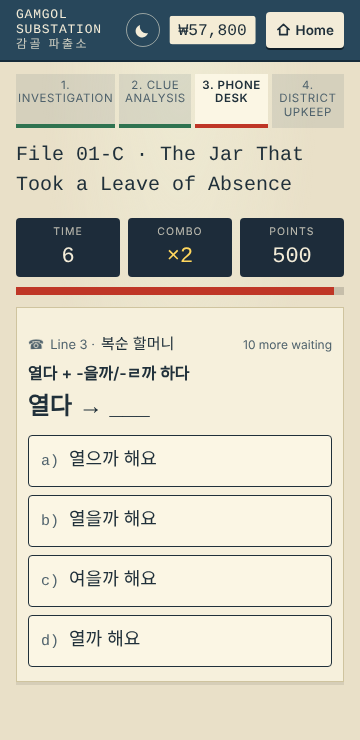 GAMGOL
SUBSTATION
감골 파출소
₩57,800
Home
1. INVESTIGATION
2. CLUE ANALYSIS
3. PHONE DESK
4. DISTRICT UPKEEP
File 01-C · The Jar That
Took a Leave of Absence
TIME
6
COMBO
×2
POINTS
500
☎ Line 3 · 복순 할머니
10 more waiting
열다 + -을까/-ㄹ까 하다
열다 → ___
a) 열으까 해요
b) 열을까 해요
c) 여을까 해요
d) 열까 해요